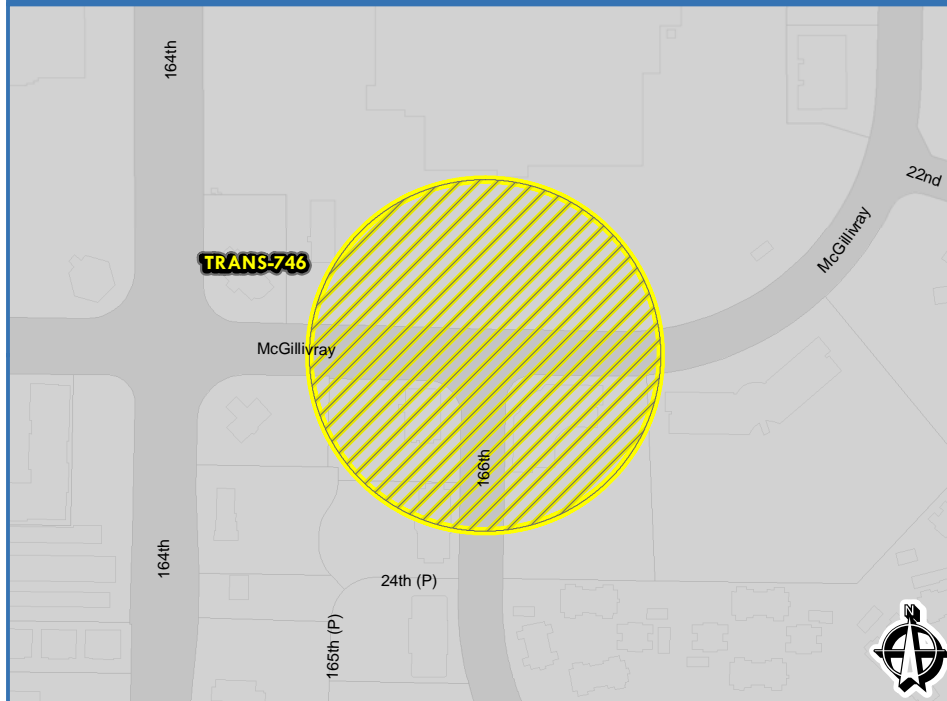 164th
22nd
McGillivray
TRANS-746
McGillivray
166th
164th
24th (P)
165th (P)
N